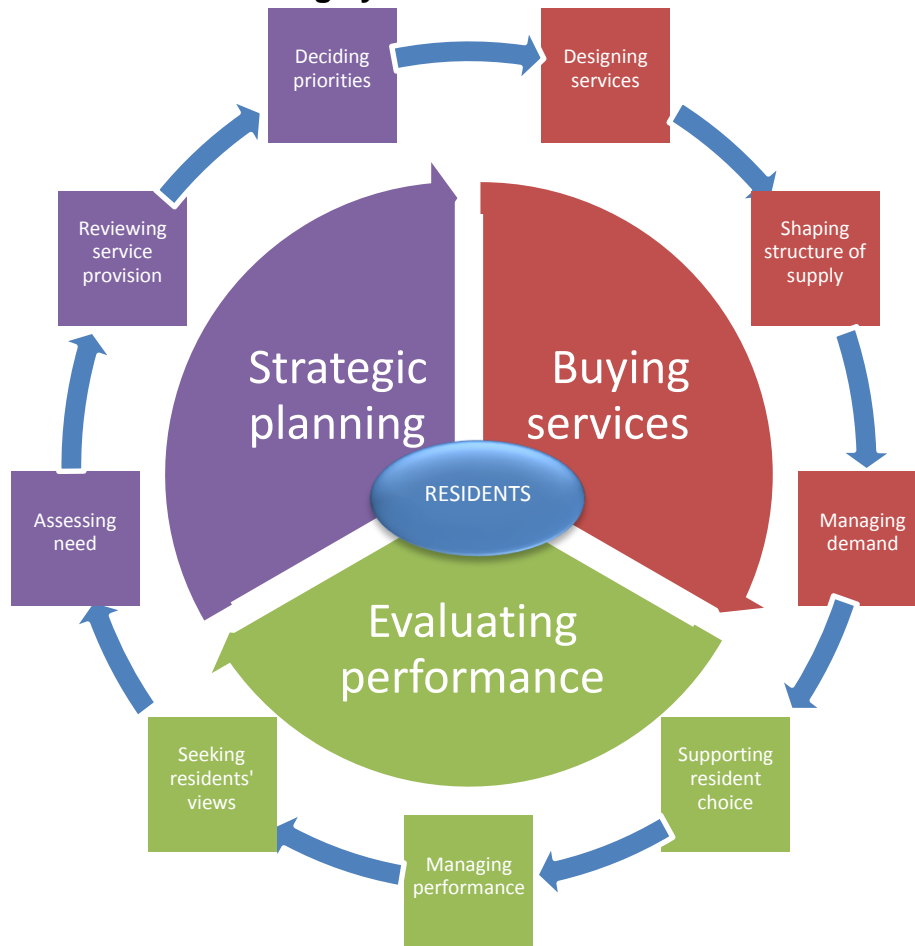 Deciding
priorities
Designing
services
Reviewing
service
provision
Shaping
structure of
supply
Strategic
planning
Buying
services
RESIDENTS
Assessing
need
Managing
demand
Evaluating
performance
Seeking
residents'
views
Supporting
resident
choice
Managing
performance